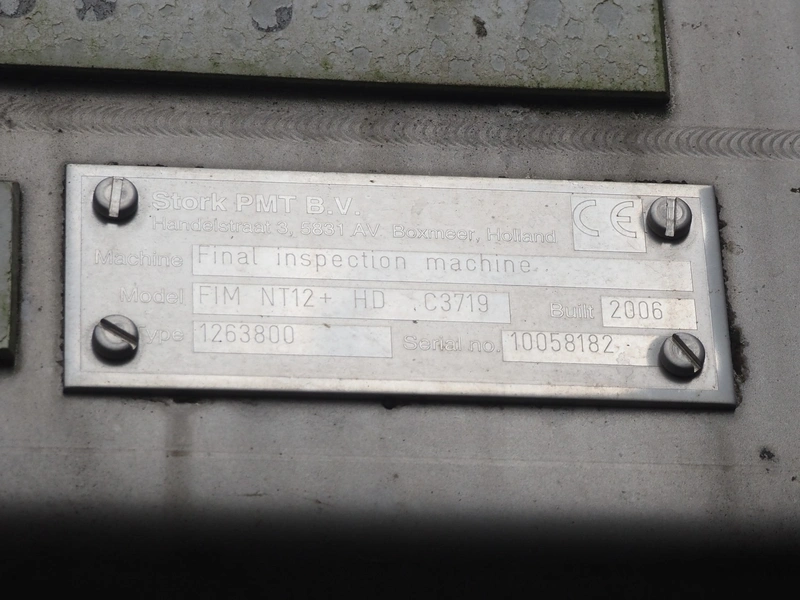 Stork PMT B.V.
Handelstraat 3, 5831 AV Boxmeer, Holland
CE
Machine Final inspection machine
Model FIM NT12+ HD .C3719 Built 2006
Type 1263800 Serial no. 10058182